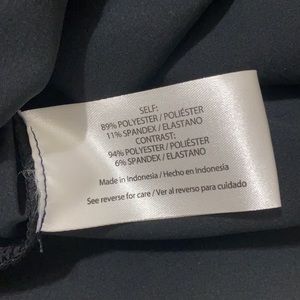 SELF:
89% POLYESTER / POLIÉSTER
11% SPANDEX / ELASTANO
CONTRAST:
94% POLYESTER / POLIÉSTER
6% SPANDEX / ELASTANO
Made in Indonesia / Hecho en Indonesia
See reverse for care / Ver al reverso para cuidado